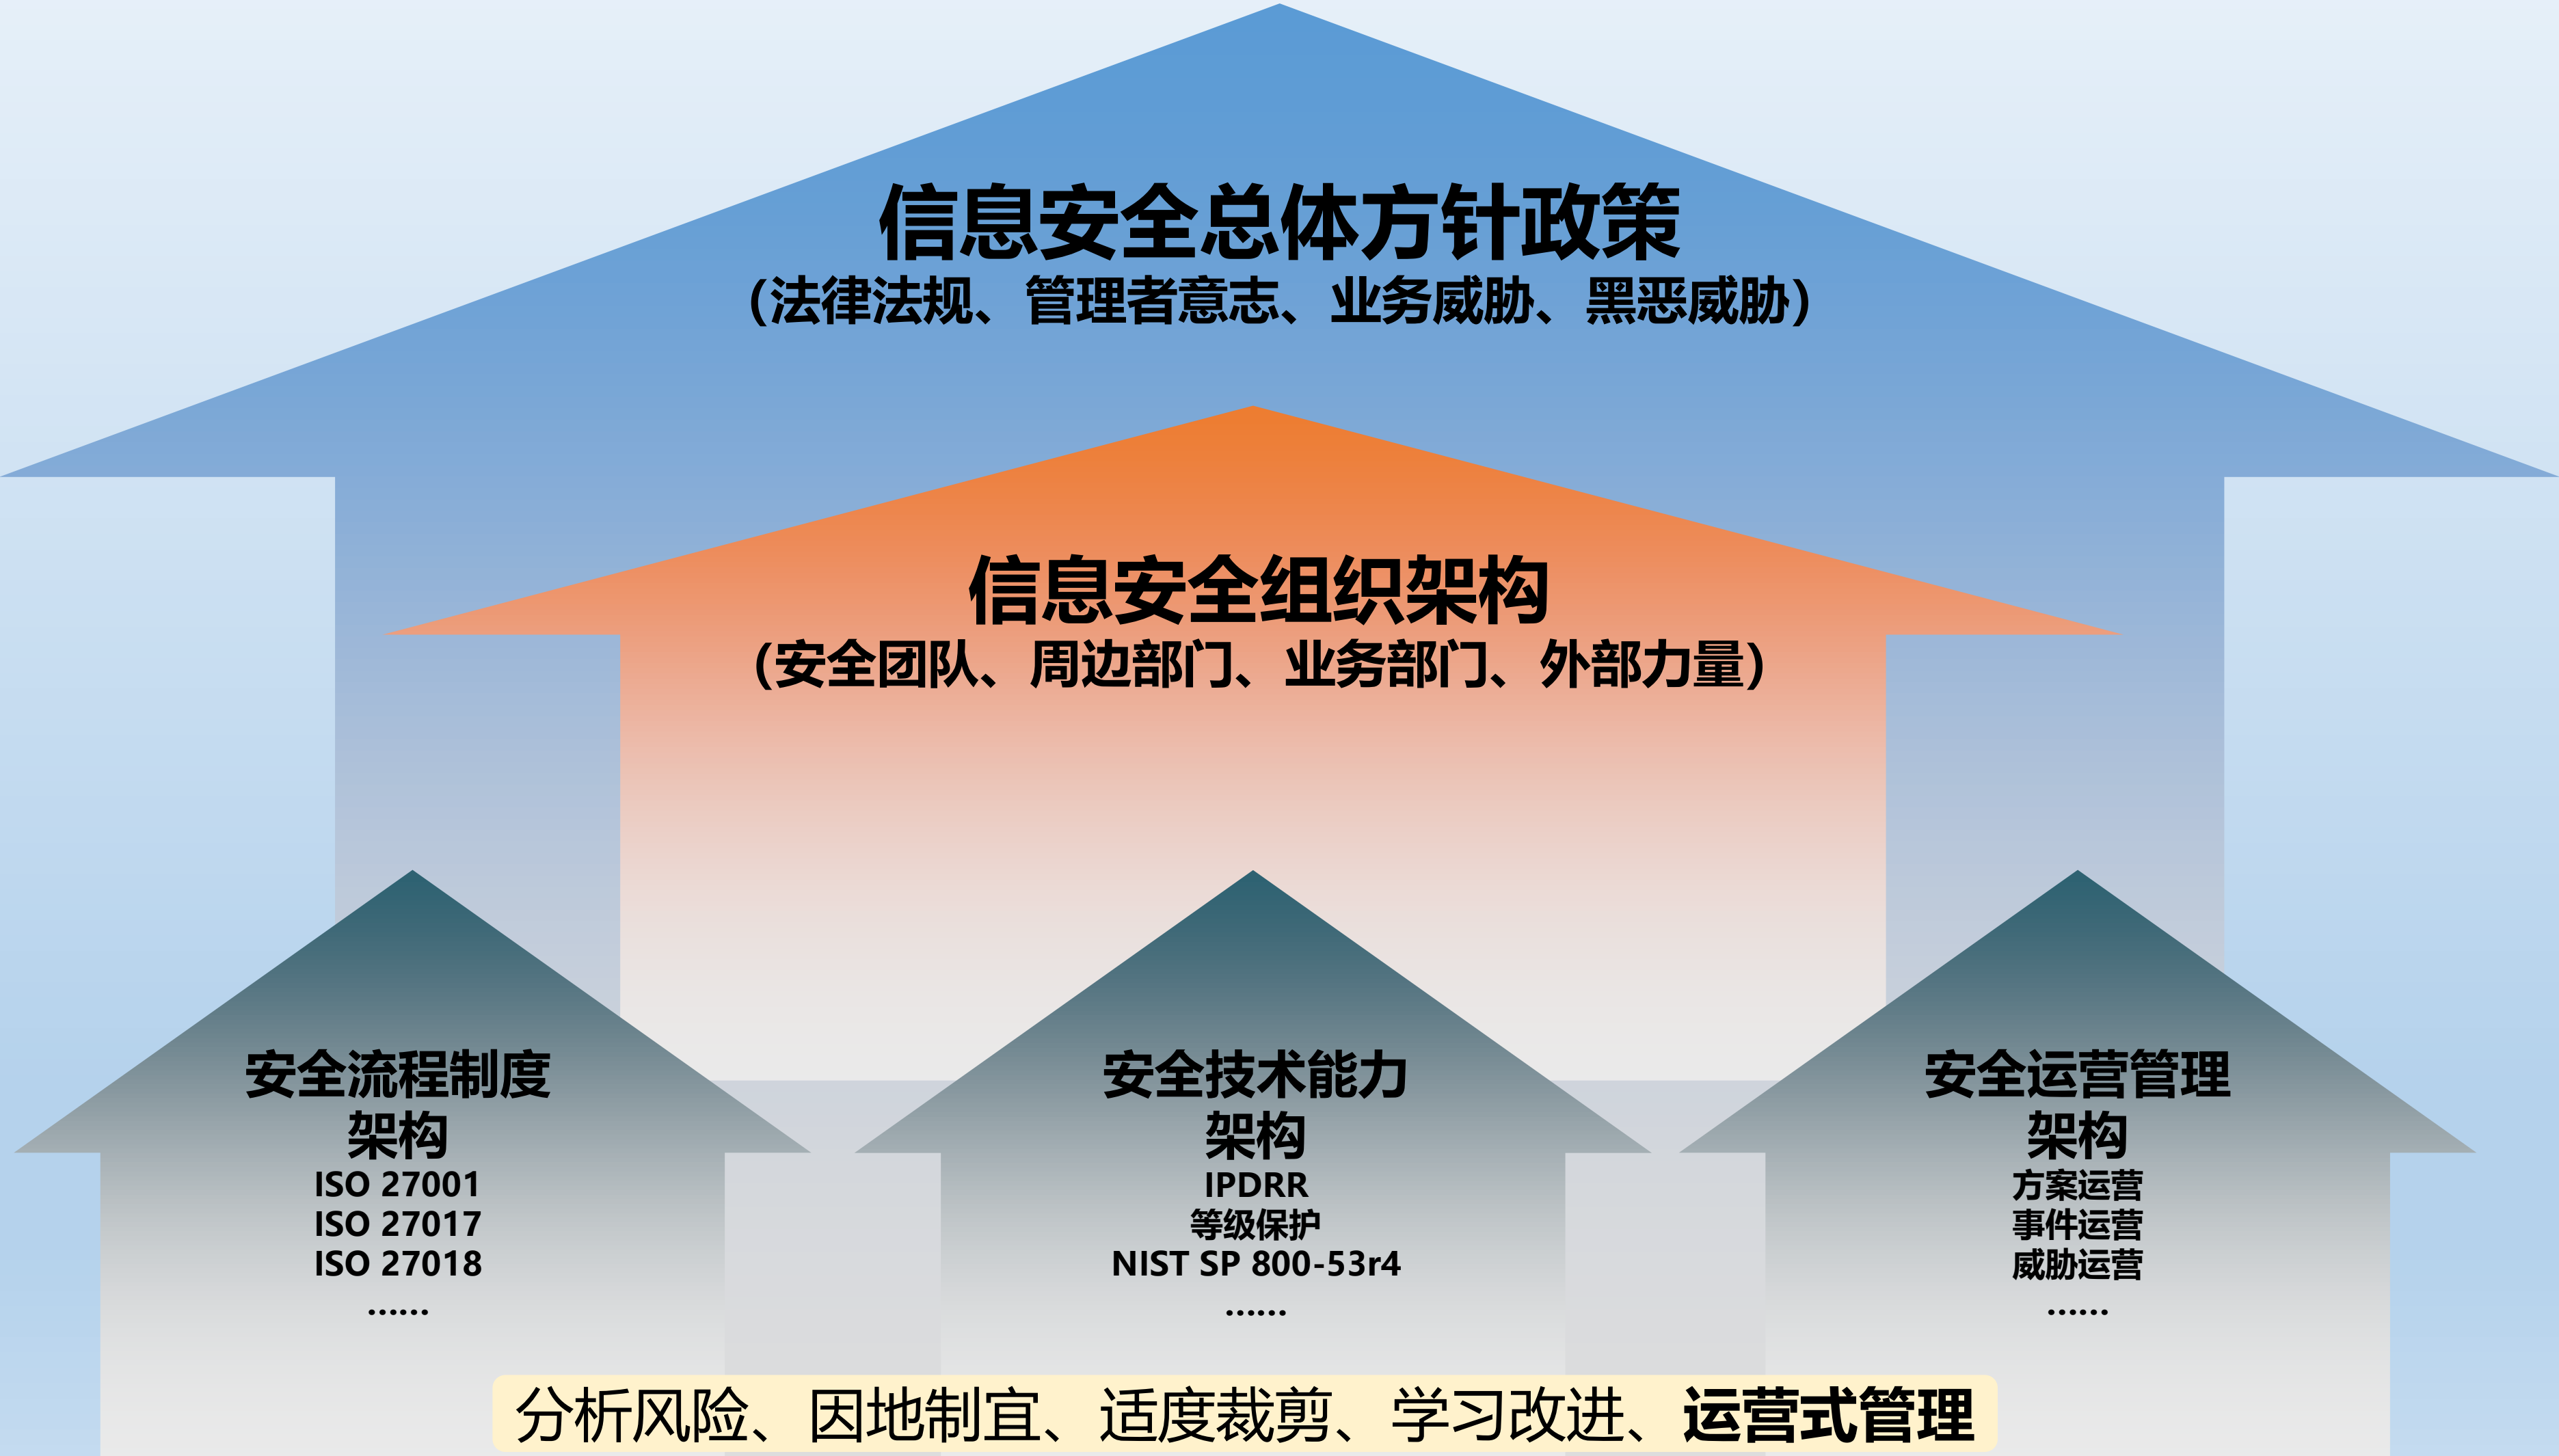 信息安全总体方针政策
（法律法规、管理者意志、业务威胁、黑恶威胁）
信息安全组织架构
（安全团队、周边部门、业务部门、外部力量）
安全流程制度
架构
ISO 27001
ISO 27017
ISO 27018
……
安全技术能力
架构
IPDRR
等级保护
NIST SP 800-53r4
……
安全运营管理
架构
方案运营
事件运营
威胁运营
……
分析风险、因地制宜、适度裁剪、学习改进、运营式管理